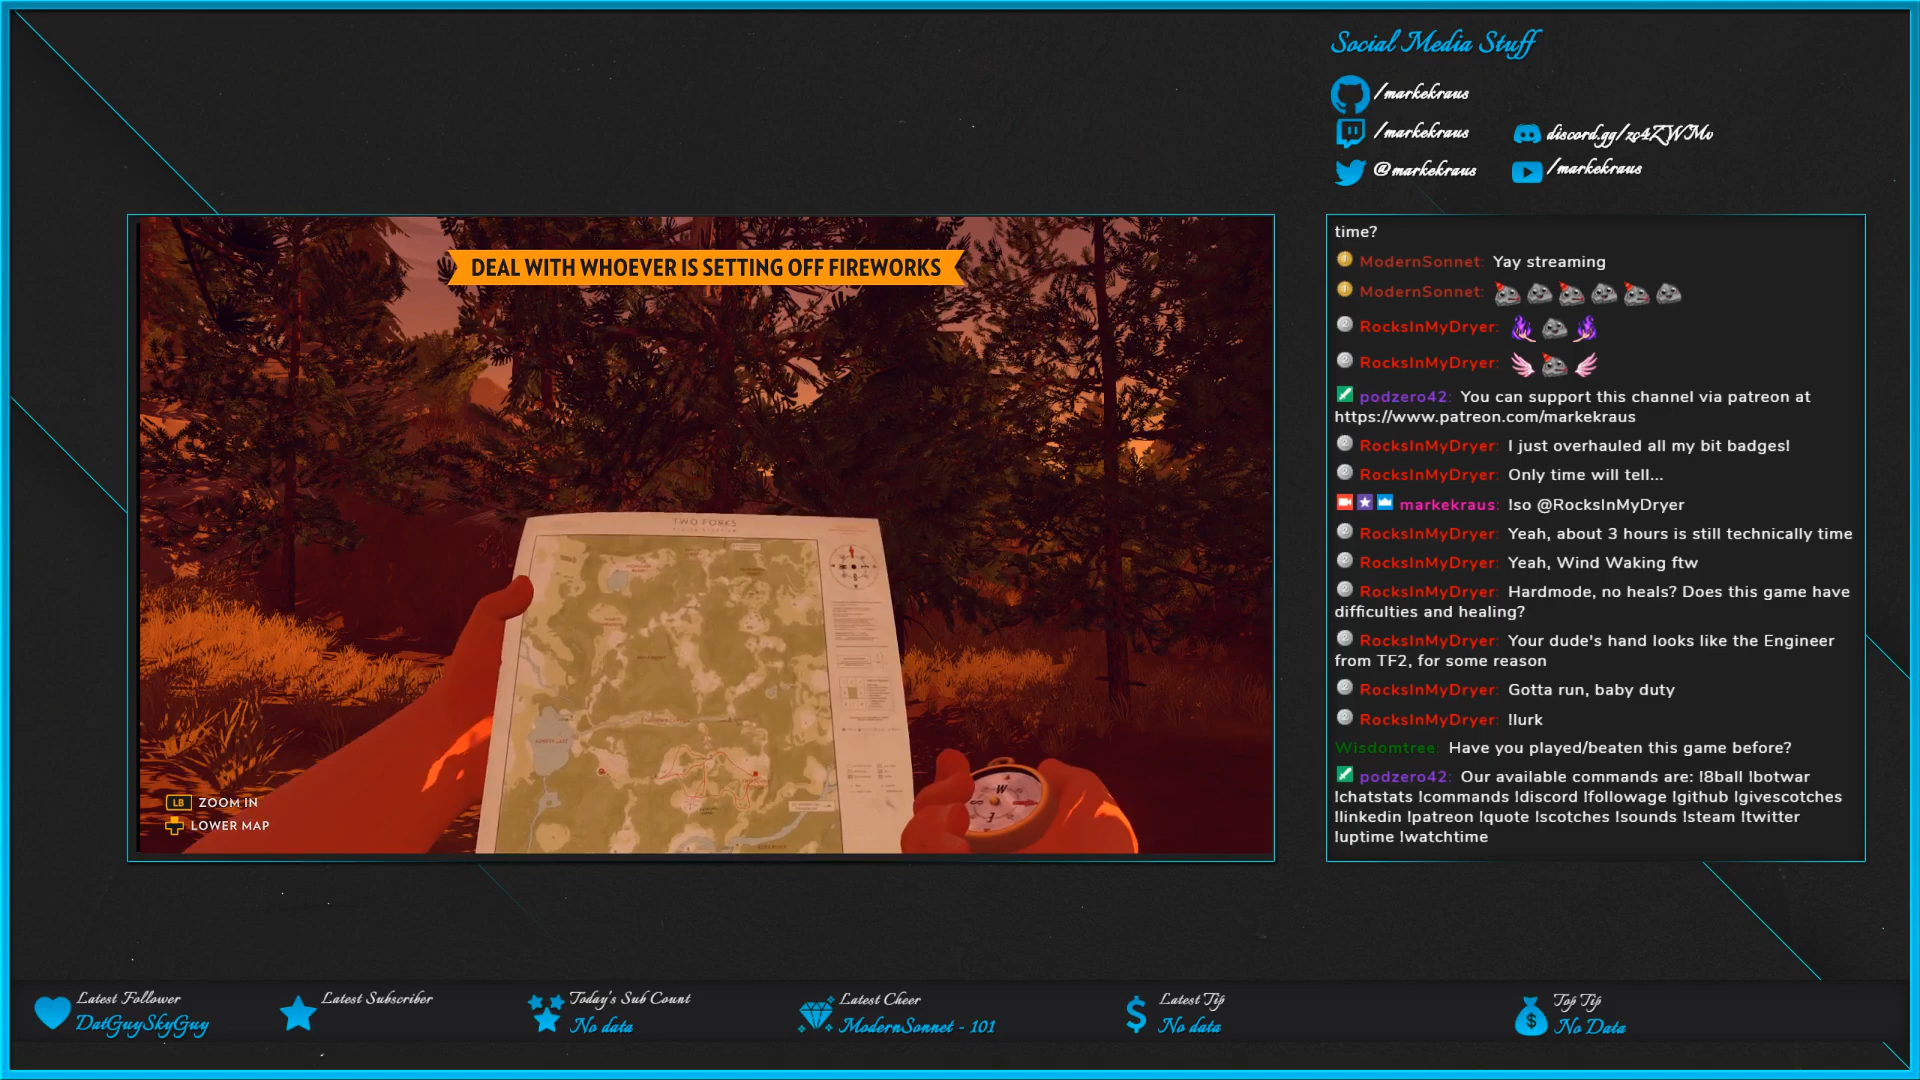 Social Media Stuff
/markekraus
/markekraus
discord.gg/zc4ZWMv
@markekraus
/markekraus
DEAL WITH WHOEVER IS SETTING OFF FIREWORKS
TWO FORKS
LB ZOOM IN
LOWER MAP
time?
ModernSonnet: Yay streaming
ModernSonnet:
RocksInMyDryer:
RocksInMyDryer:
podzero42: You can support this channel via patreon at
https://www.patreon.com/markekraus
RocksInMyDryer: I just overhauled all my bit badges!
RocksInMyDryer: Only time will tell...
markekraus: !so @RocksInMyDryer
RocksInMyDryer: Yeah, about 3 hours is still technically time
RocksInMyDryer: Yeah, Wind Waking ftw
RocksInMyDryer: Hardmode, no heals? Does this game have
difficulties and healing?
RocksInMyDryer: Your dude's hand looks like the Engineer
from TF2, for some reason
RocksInMyDryer: Gotta run, baby duty
RocksInMyDryer: !lurk
Wisdomtree: Have you played/beaten this game before?
podzero42: Our available commands are: !8ball !botwar
!chatstats !commands !discord !followage !github !givescotches
!linkedin !patreon !quote !scotches !sounds !steam !twitter
!uptime !watchtime
Latest Follower
DatGuySkyGuy
Latest Subscriber
Today's Sub Count
No data
Latest Cheer
ModernSonnet - 101
Latest Tip
No data
Top Tip
No Data